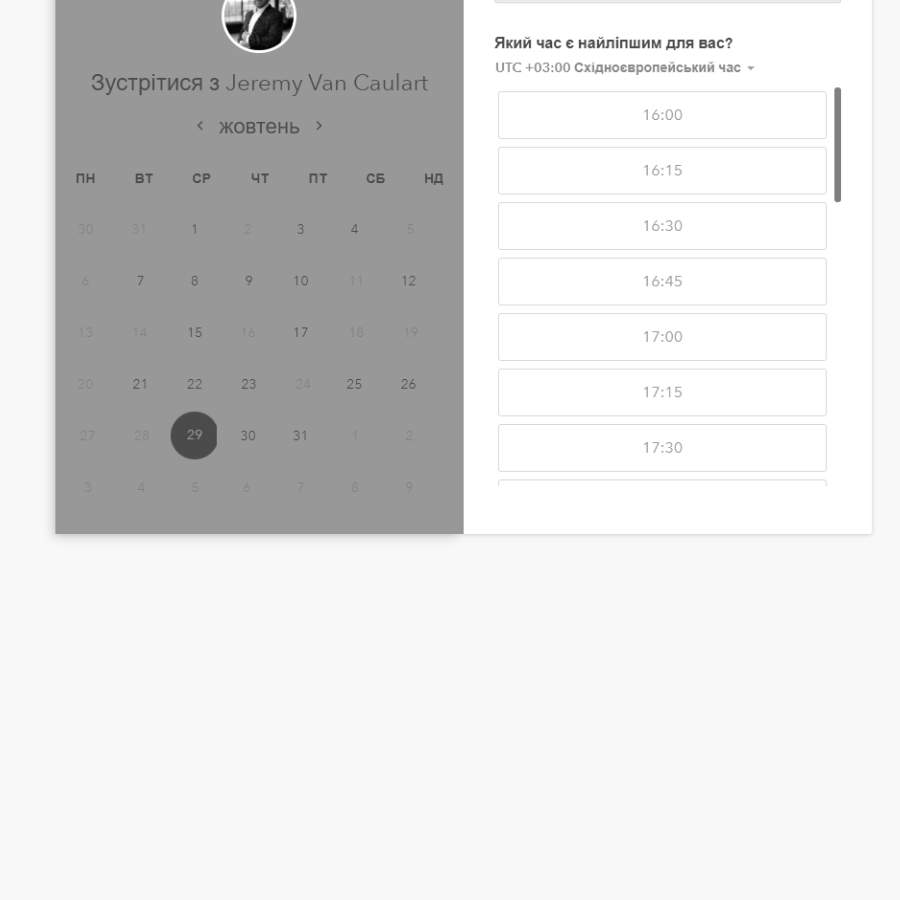 Зустрітися з Jeremy Van Caulart
‹ жовтень ›
ПН ВТ СР ЧТ ПТ СБ НД
30 31 1 2 3 4 5
6 7 8 9 10 11 12
13 14 15 16 17 18 19
20 21 22 23 24 25 26
27 28 29 30 31 1 2
3 4 5 6 7 8 9
Який час є найліпшим для вас?
UTC +03:00 Східноєвропейський час
16:00
16:15
16:30
16:45
17:00
17:15
17:30